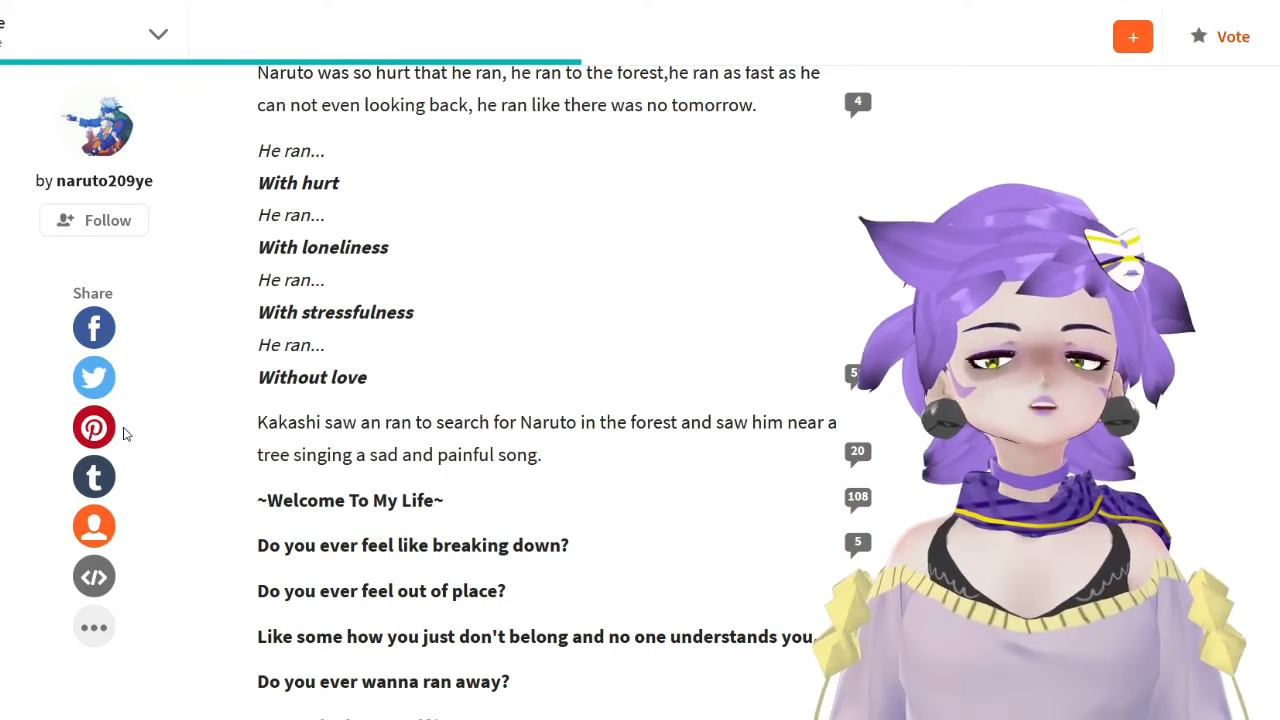 e
+
Vote
Naruto was so hurt that he ran, he ran to the forest,he ran as fast as he
can not even looking back, he ran like there was no tomorrow.
4
He ran...
With hurt
He ran...
With loneliness
He ran...
With stressfulness
He ran...
Without love
5
by naruto209ye
Follow
Share
Kakashi saw an ran to search for Naruto in the forest and saw him near a
tree singing a sad and painful song.
20
~Welcome To My Life~
108
Do you ever feel like breaking down?
5
Do you ever feel out of place?
Like some how you just don't belong and no one understands you.
Do you ever wanna ran away?